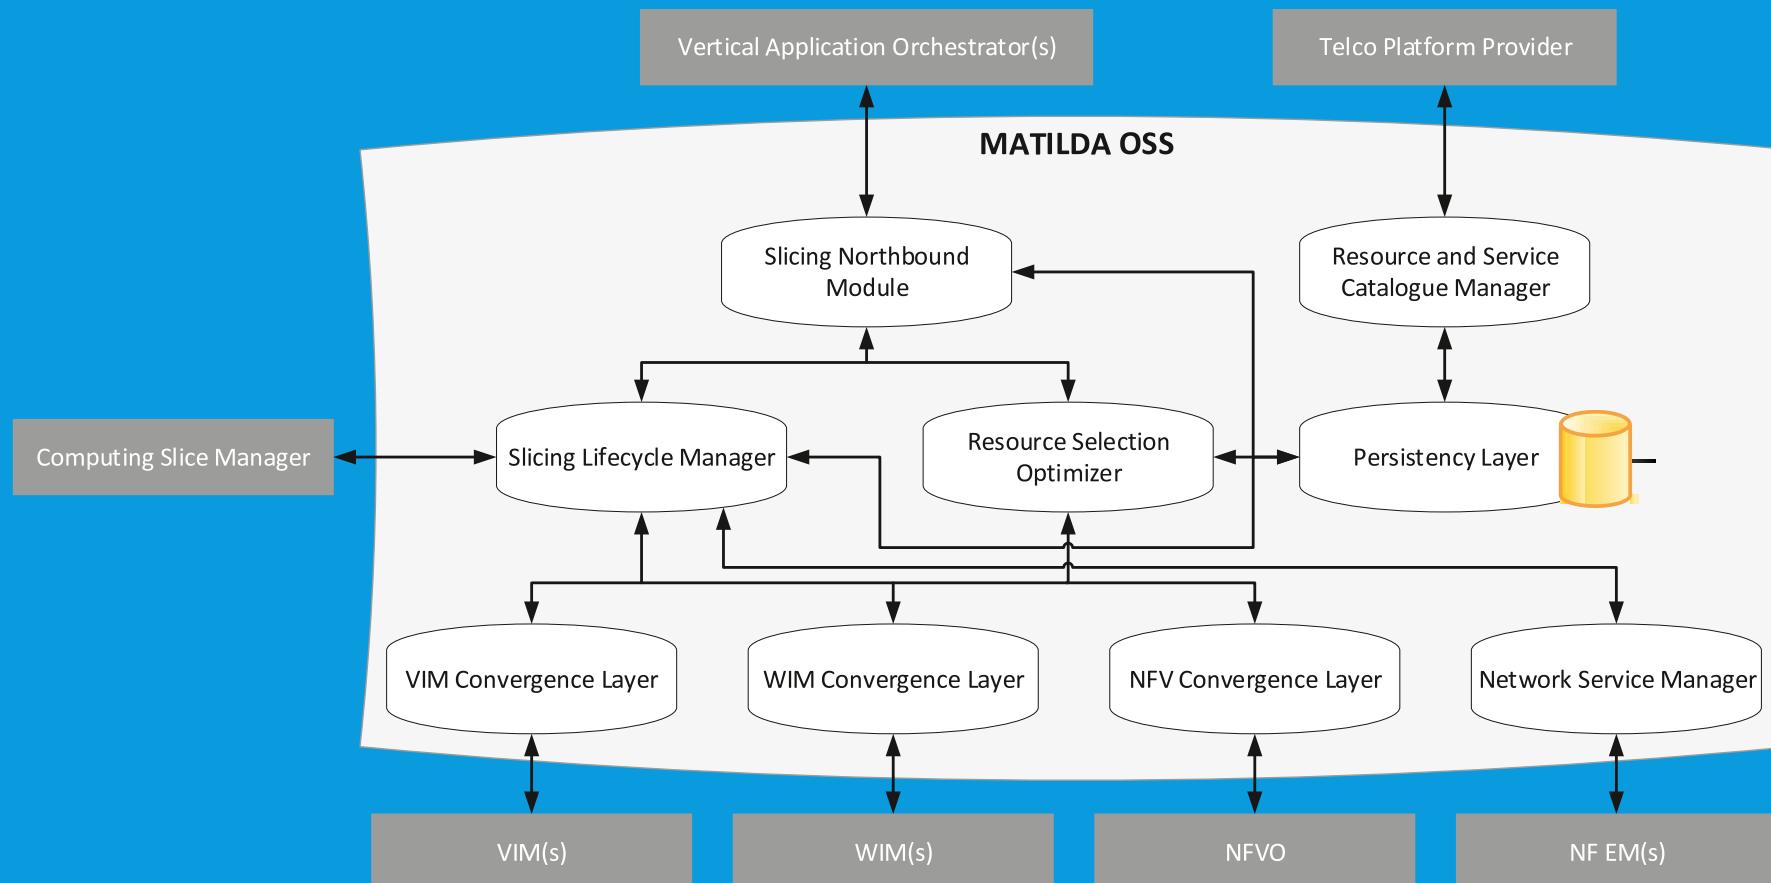 Vertical Application Orchestrator(s)
Telco Platform Provider
MATILDA OSS
Slicing Northbound
Module
Resource and Service
Catalogue Manager
Computing Slice Manager
Slicing Lifecycle Manager
Resource Selection
Optimizer
Persistency Layer
VIM Convergence Layer
WIM Convergence Layer
NFV Convergence Layer
Network Service Manager
VIM(s)
WIM(s)
NFVO
NF EM(s)